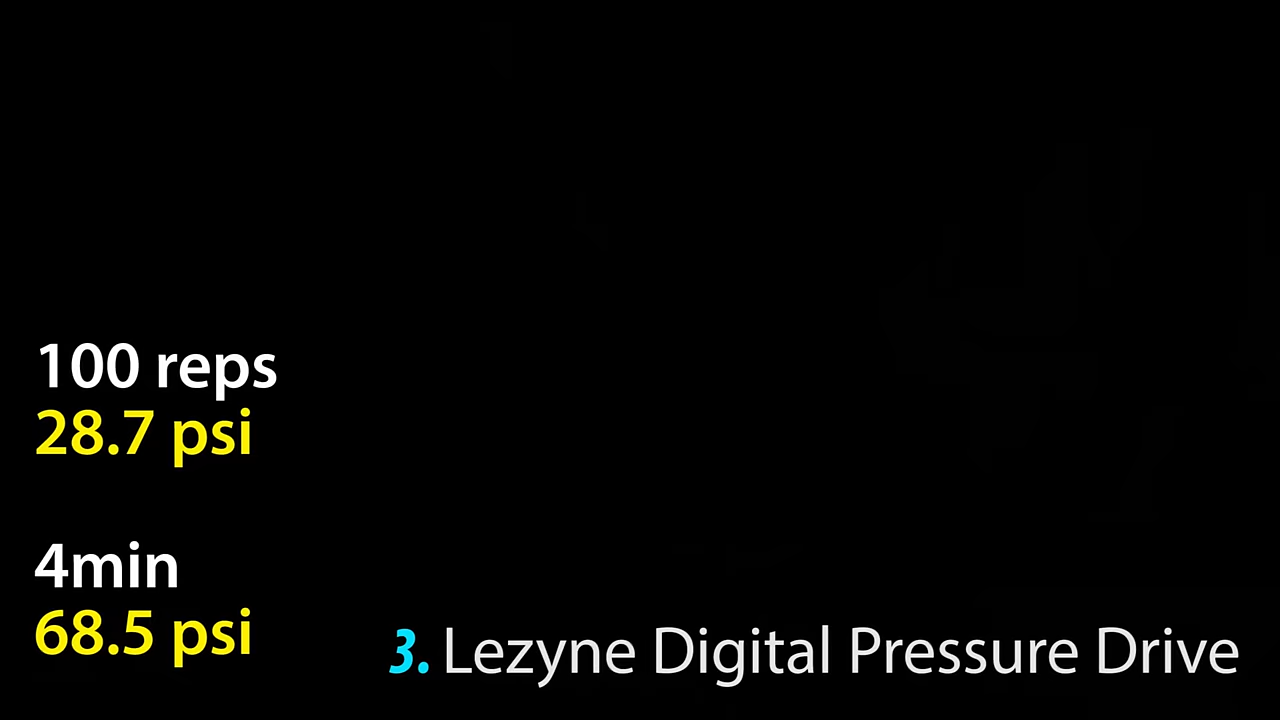 100 reps
28.7 psi
4min
68.5 psi
3. Lezyne Digital Pressure Drive